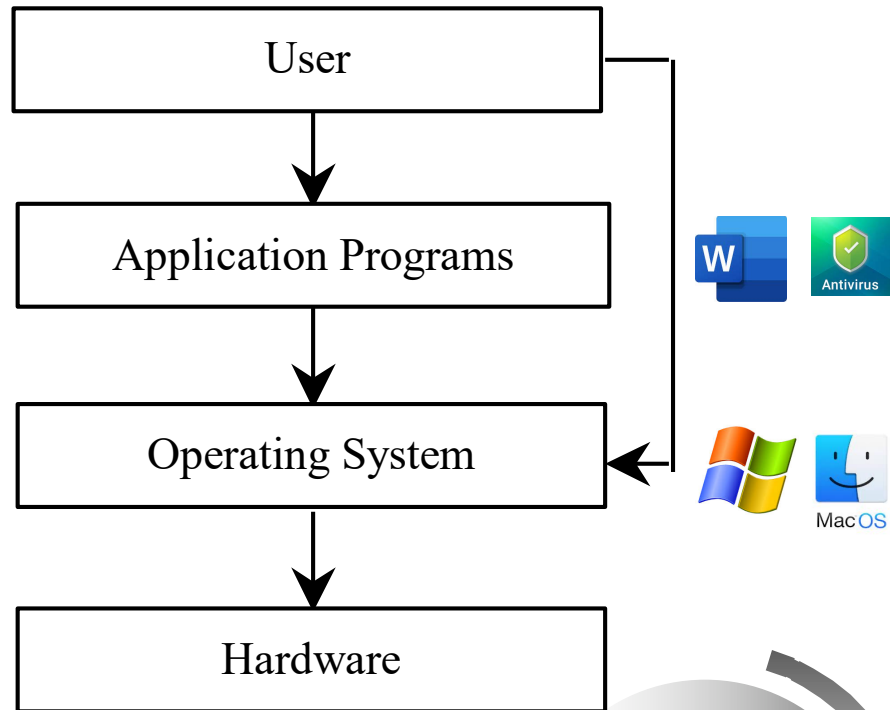 User
Application Programs
W
Antivirus
Operating System
MacOS
Hardware